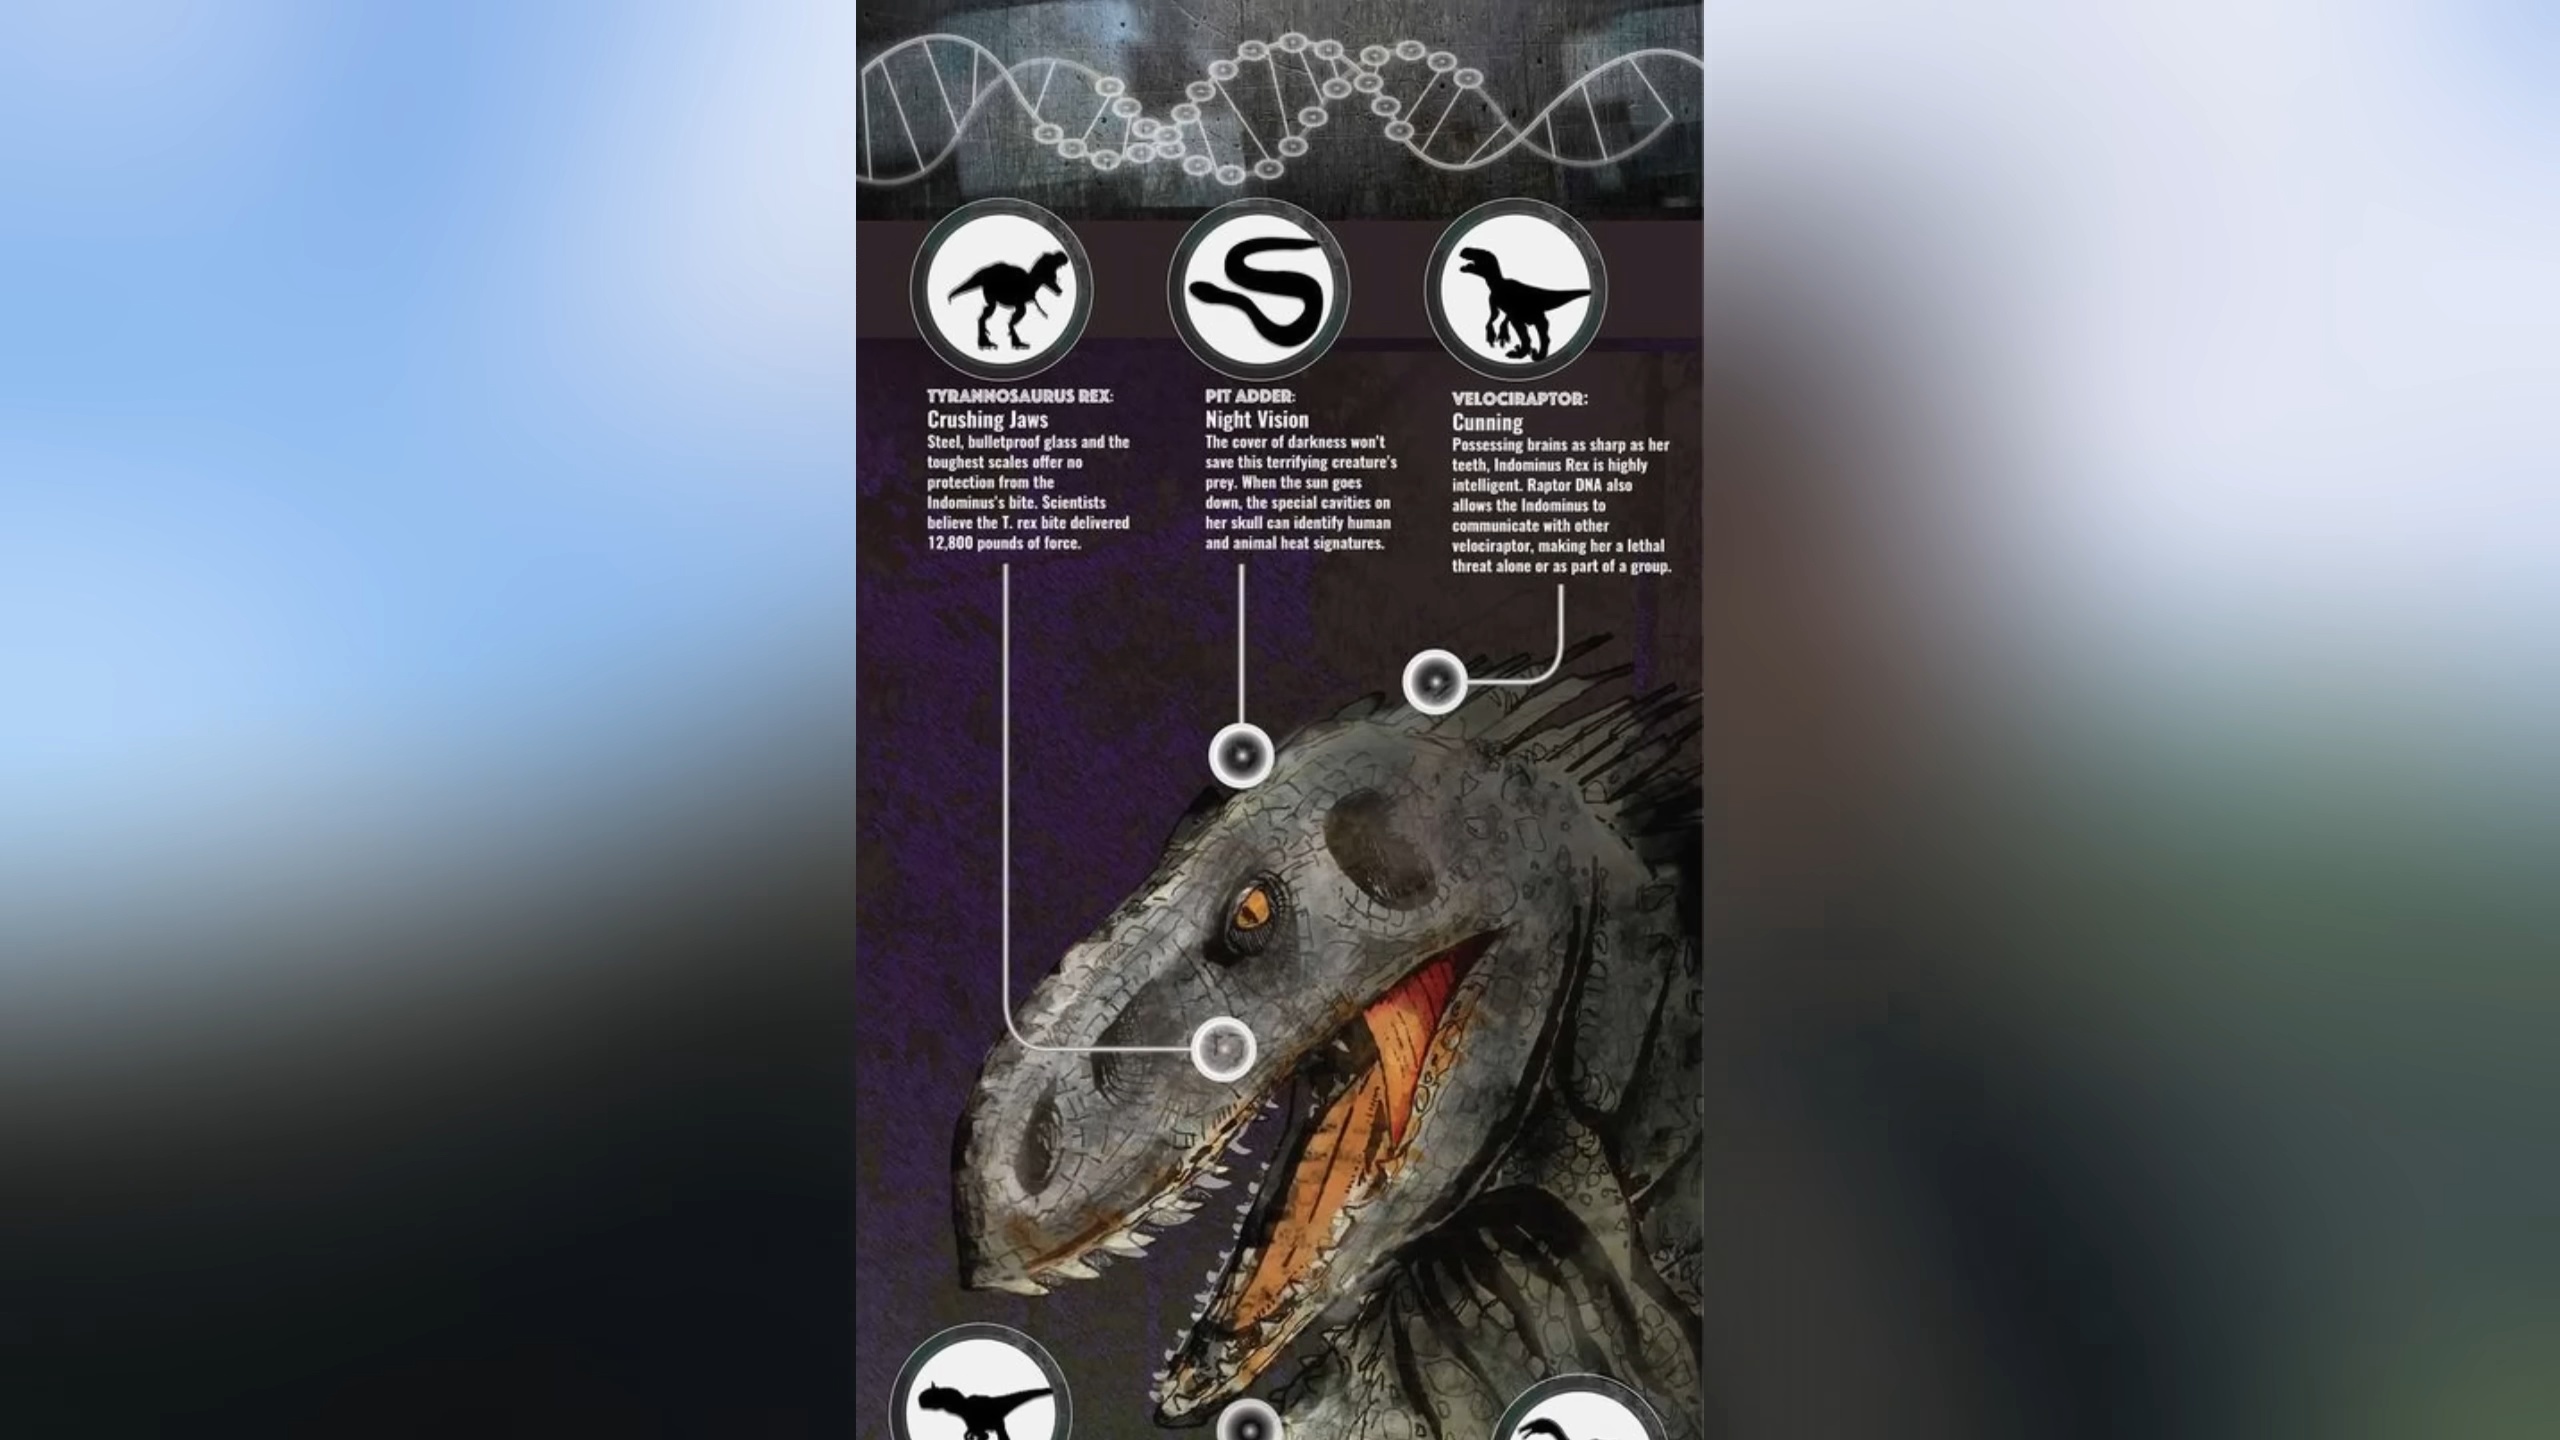 TYRANNOSAURUS REX:
Crushing Jaws
Steel, bulletproof glass and the
toughest scales offer no
protection from the
Indominus's bite. Scientists
believe the T. rex bite delivered
12,800 pounds of force.
PIT ADDER:
Night Vision
The cover of darkness won't
save this terrifying creature's
prey. When the sun goes
down, the special cavities on
her skull can identify human
and animal heat signatures.
VELOCIRAPTOR:
Cunning
Possessing brains as sharp as her
teeth, Indominus Rex is highly
intelligent. Raptor DNA also
allows the Indominus to
communicate with other
velociraptor, making her a lethal
threat alone or as part of a group.